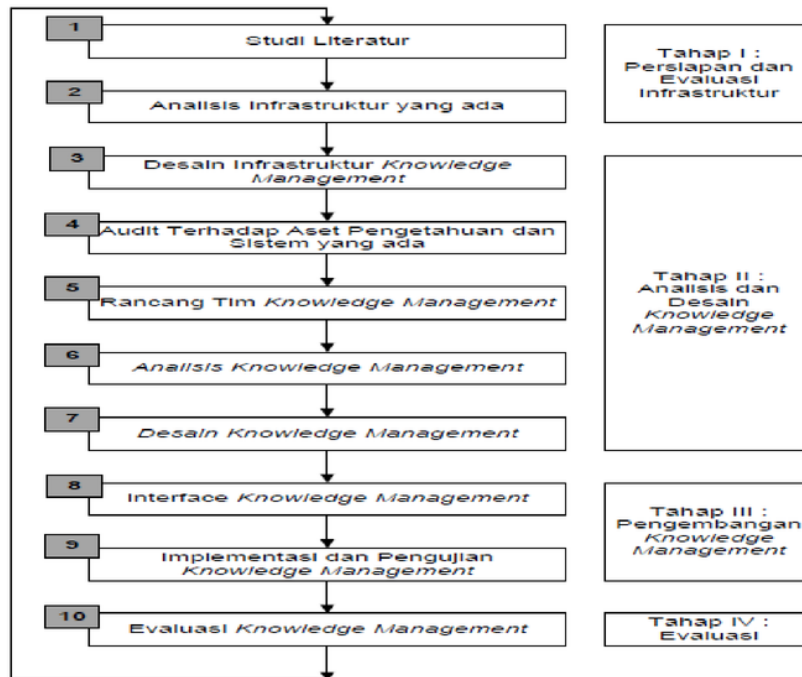 1
Studi Literatur
Tahap I :
Persiapan dan
Evaluasi
Infrastruktur
2
Analisis Infrastruktur yang ada
3
Desain Infrastruktur Knowledge
Management
4
Audit Terhadap Aset Pengetahuan dan
Sistem yang ada
5
Rancang Tim Knowledge Management
6
Analisis Knowledge Management
7
Desain Knowledge Management
Tahap II :
Analisis dan
Desain
Knowledge
Management
8
Interface Knowledge Management
9
Implementasi dan Pengujian
Knowledge Management
Tahap III :
Pengembangan
Knowledge
Management
10
Evaluasi Knowledge Management
Tahap IV :
Evaluasi